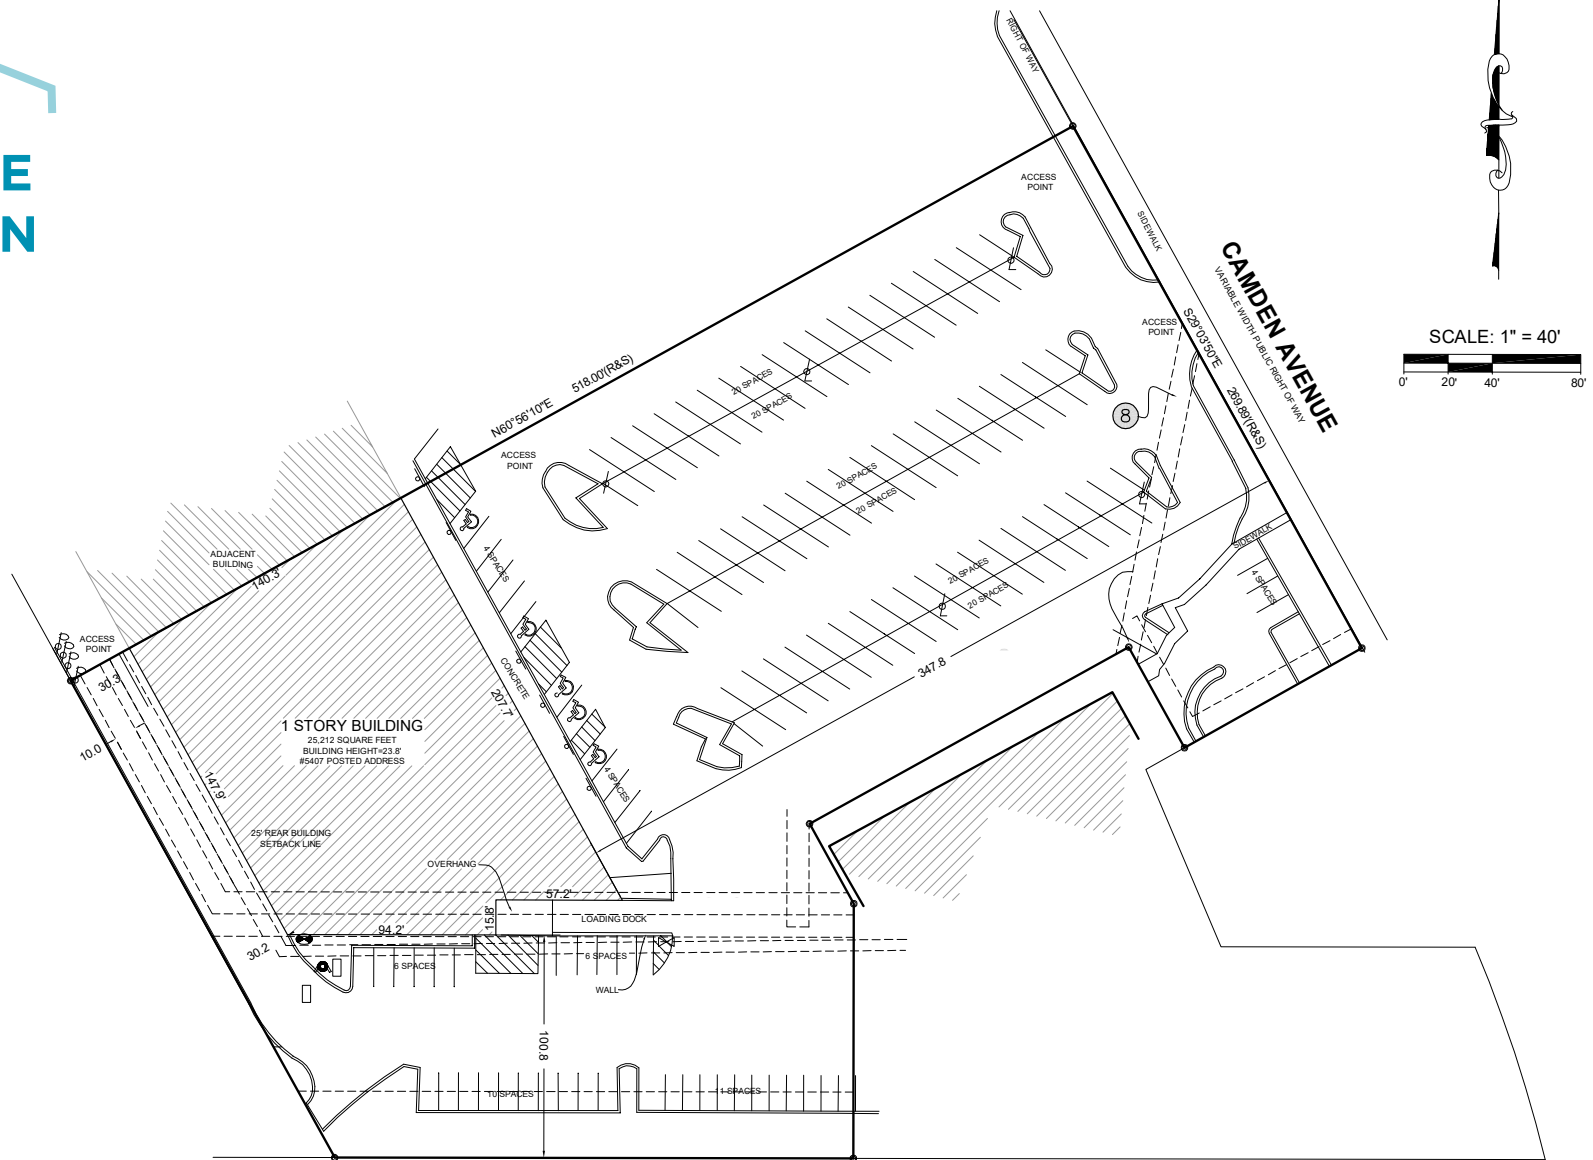 E
N
RIGHT OF WAY
ACCESS
POINT
SIDEWALK
CAMDEN AVENUE
VARIABLE WIDTH PUBLIC RIGHT OF WAY
SCALE: 1" = 40'
0' 20' 40' 80'
ACCESS
POINT
S29°03'50"E
269.89'(R&S)
8
N60°56'10"E
518.00'(R&S)
ACCESS
POINT
20 SPACES
20 SPACES
20 SPACES
20 SPACES
20 SPACES
20 SPACES
SIDEWALK
4 SPACES
347.8
ADJACENT
BUILDING
140.3'
4 SPACES
CONCRETE
207.7'
4 SPACES
ACCESS
POINT
30.3'
10.0
147.9'
1 STORY BUILDING
25,212 SQUARE FEET
BUILDING HEIGHT=23.8'
#5407 POSTED ADDRESS
25' REAR BUILDING
SETBACK LINE
OVERHANG
57.2'
15.8'
LOADING DOCK
94.2'
30.2
6 SPACES
6 SPACES
WALL
100.8
10 SPACES
11 SPACES